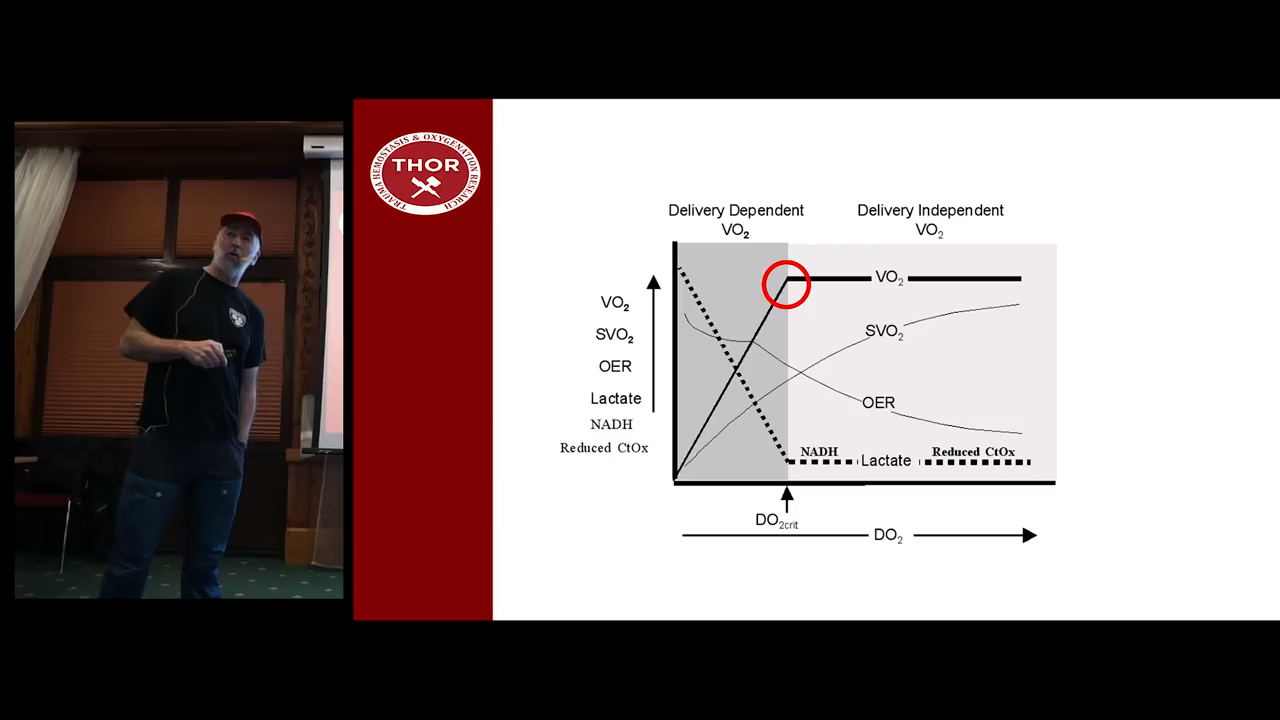 TRAUMA HEMOSTASIS & OXYGENATION RESEARCH
THOR
Delivery Dependent
VO₂
Delivery Independent
VO₂
VO₂
SVO₂
OER
Lactate
NADH
Reduced CtOx
VO₂
SVO₂
OER
NADH
Lactate
Reduced CtOx
DO₂crit
DO₂